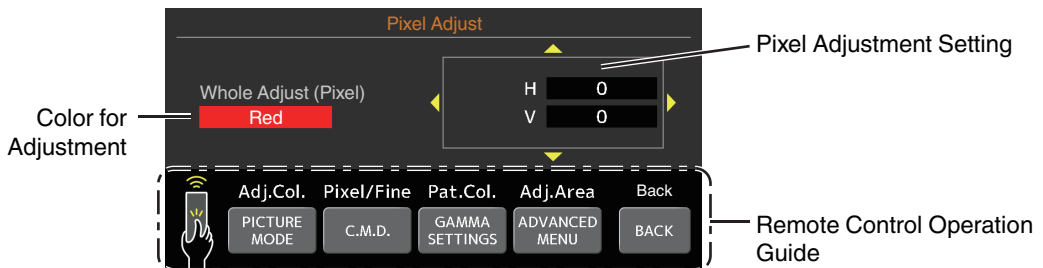 Pixel Adjust
Pixel Adjustment Setting
Whole Adjust (Pixel)
Red
H 0
V 0
Color for
Adjustment
Adj.Col. Pixel/Fine Pat.Col. Adj.Area Back
PICTURE
MODE
C.M.D.
GAMMA
SETTINGS
ADVANCED
MENU
BACK
Remote Control Operation
Guide